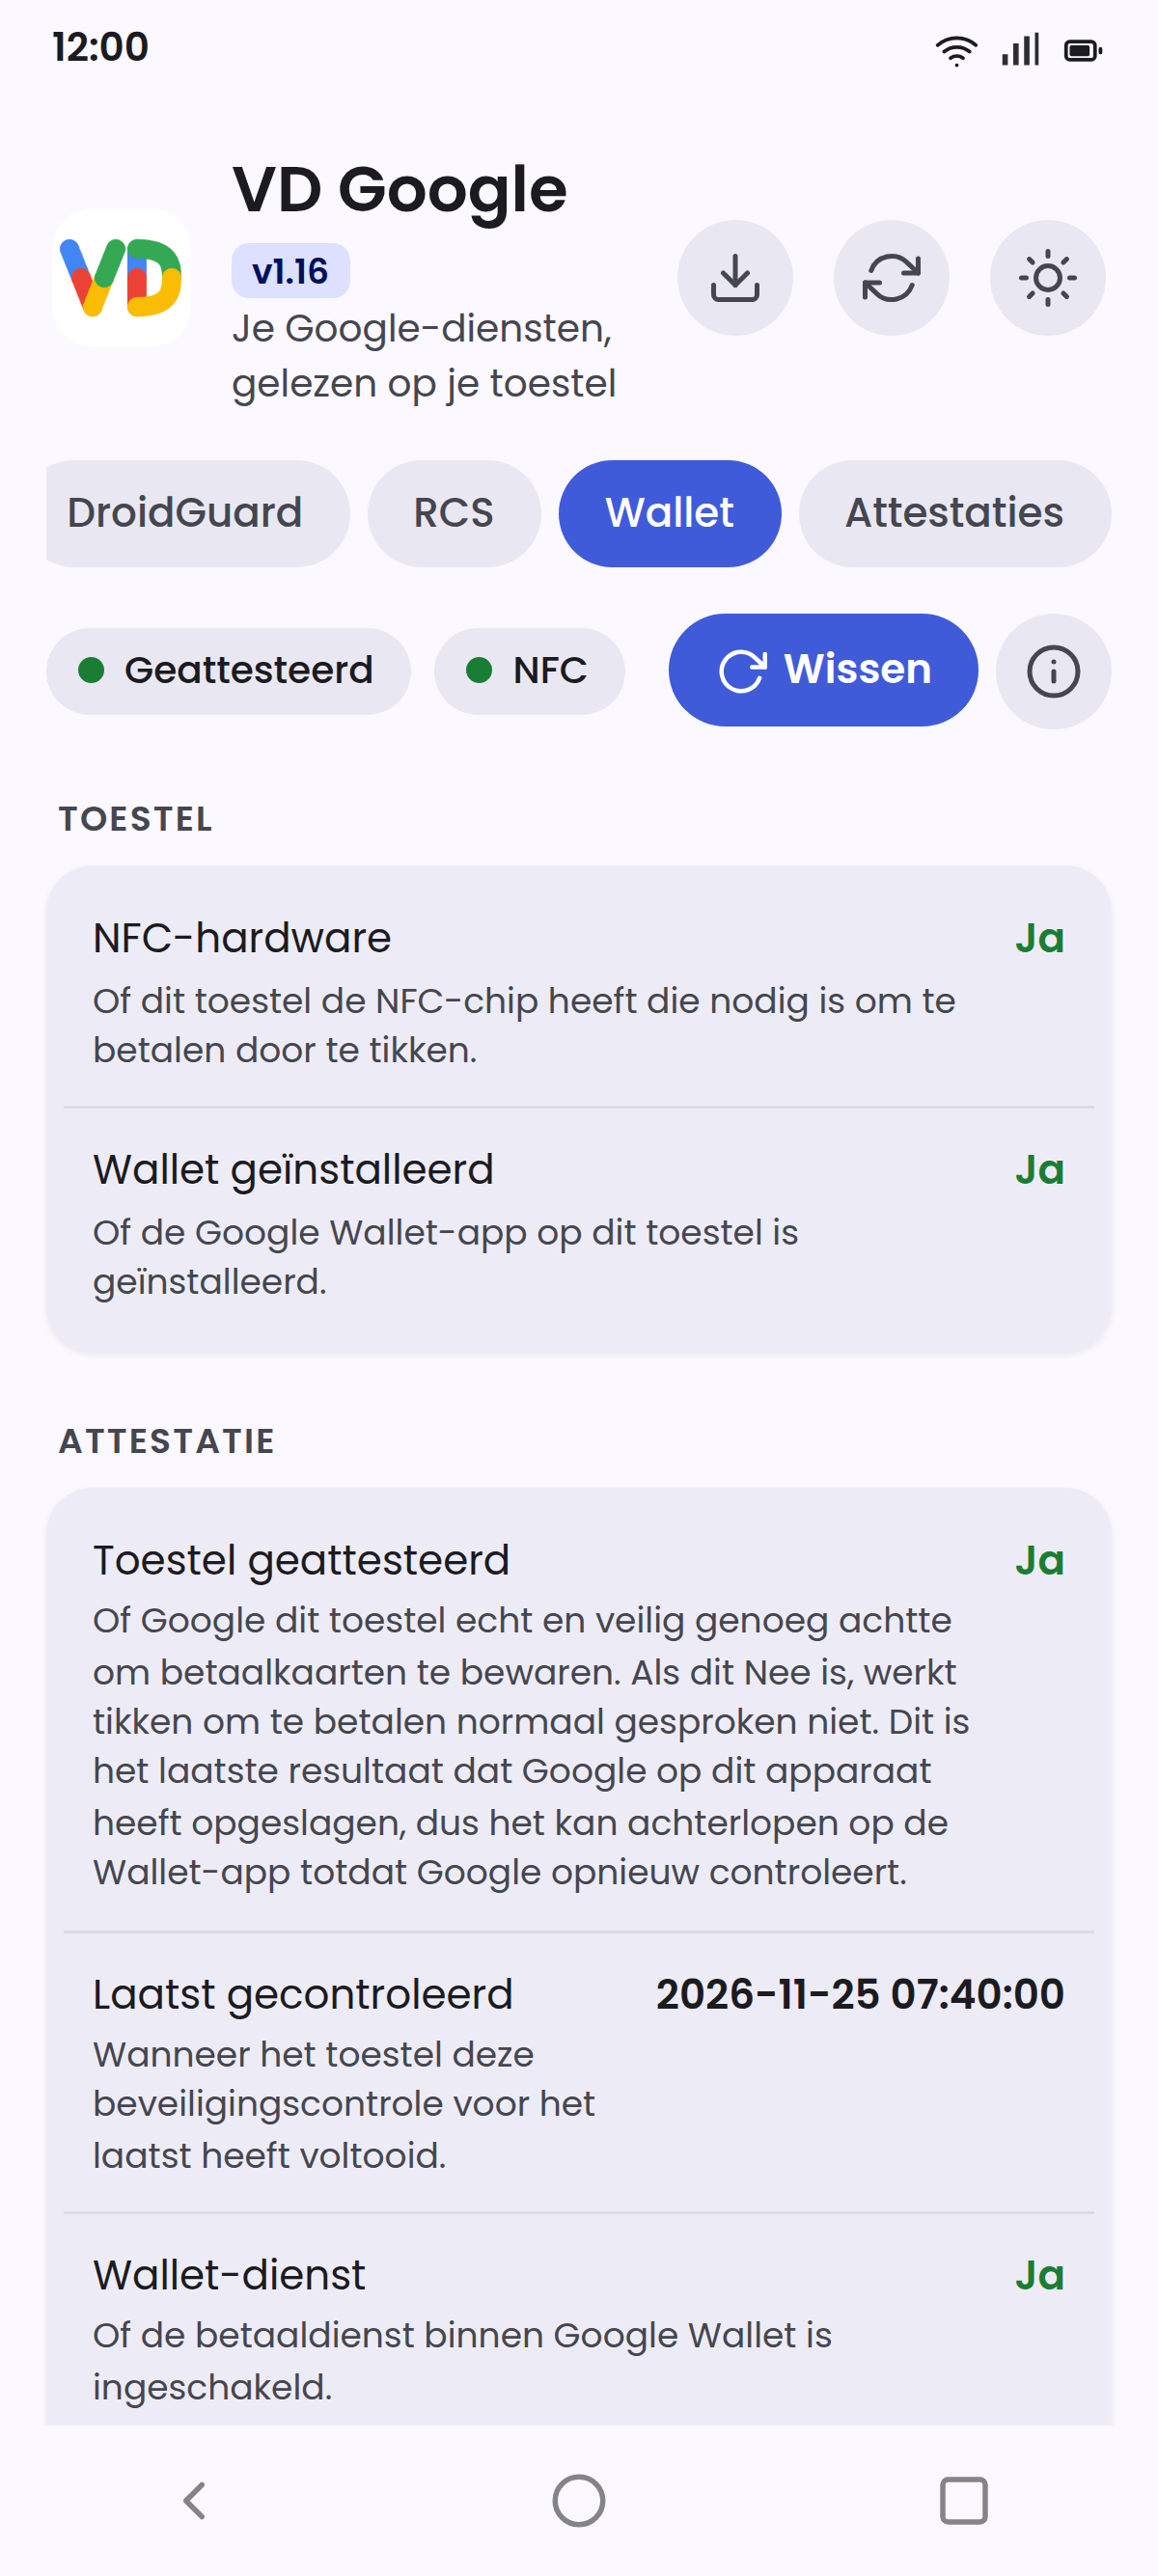 12:00
VD
VD Google
v1.16
Je Google-diensten,
gelezen op je toestel
DroidGuard
RCS
Wallet
Attestaties
Geattesteerd
NFC
Wissen
TOESTEL
NFC-hardware
Ja
Of dit toestel de NFC-chip heeft die nodig is om te
betalen door te tikken.
Wallet geïnstalleerd
Ja
Of de Google Wallet-app op dit toestel is
geïnstalleerd.
ATTESTATIE
Toestel geattesteerd
Ja
Of Google dit toestel echt en veilig genoeg achtte
om betaalkaarten te bewaren. Als dit Nee is, werkt
tikken om te betalen normaal gesproken niet. Dit is
het laatste resultaat dat Google op dit apparaat
heeft opgeslagen, dus het kan achterlopen op de
Wallet-app totdat Google opnieuw controleert.
Laatst gecontroleerd
2026-11-25 07:40:00
Wanneer het toestel deze
beveiligingscontrole voor het
laatst heeft voltooid.
Wallet-dienst
Ja
Of de betaaldienst binnen Google Wallet is
ingeschakeld.